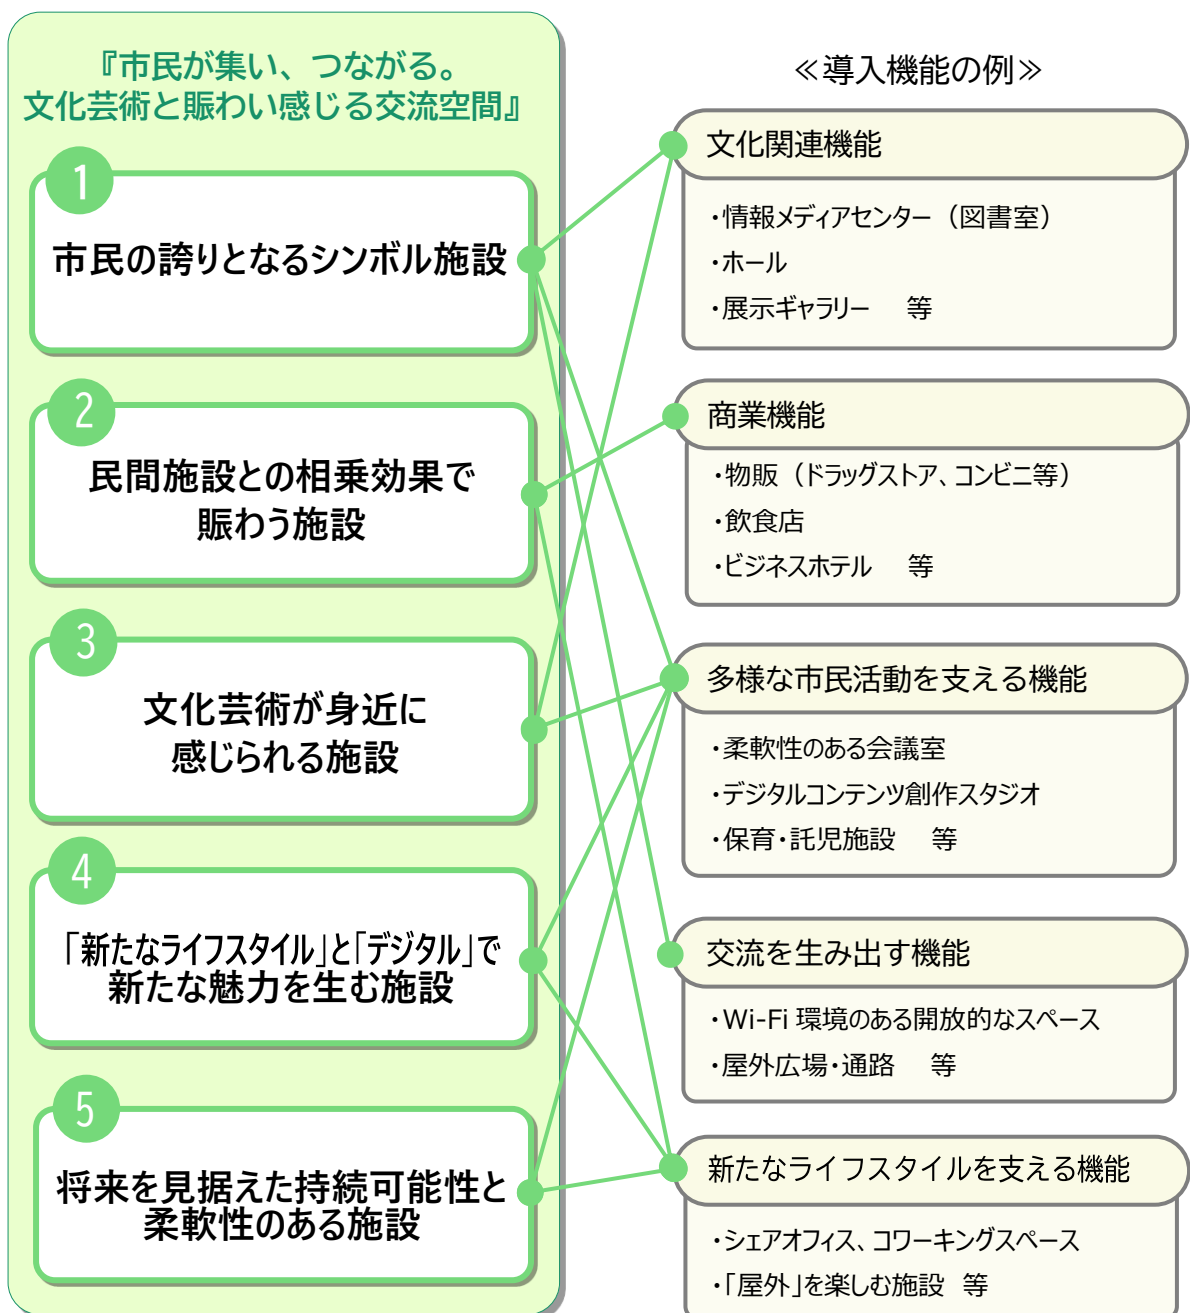 『市民が集い、つながる。
文化芸術と賑わい感じる交流空間』
1
市民の誇りとなるシンボル施設
2
民間施設との相乗効果で
賑わう施設
3
文化芸術が身近に
感じられる施設
4
「新たなライフスタイル」と「デジタル」で
新たな魅力を生む施設
5
将来を見据えた持続可能性と
柔軟性のある施設
≪導入機能の例≫
文化関連機能
・情報メディアセンター（図書室）
・ホール
・展示ギャラリー　等
商業機能
・物販（ドラッグストア、コンビニ等）
・飲食店
・ビジネスホテル　等
多様な市民活動を支える機能
・柔軟性のある会議室
・デジタルコンテンツ創作スタジオ
・保育・託児施設　等
交流を生み出す機能
・Wi-Fi 環境のある開放的なスペース
・屋外広場・通路　等
新たなライフスタイルを支える機能
・シェアオフィス、コワーキングスペース
・「屋外」を楽しむ施設　等